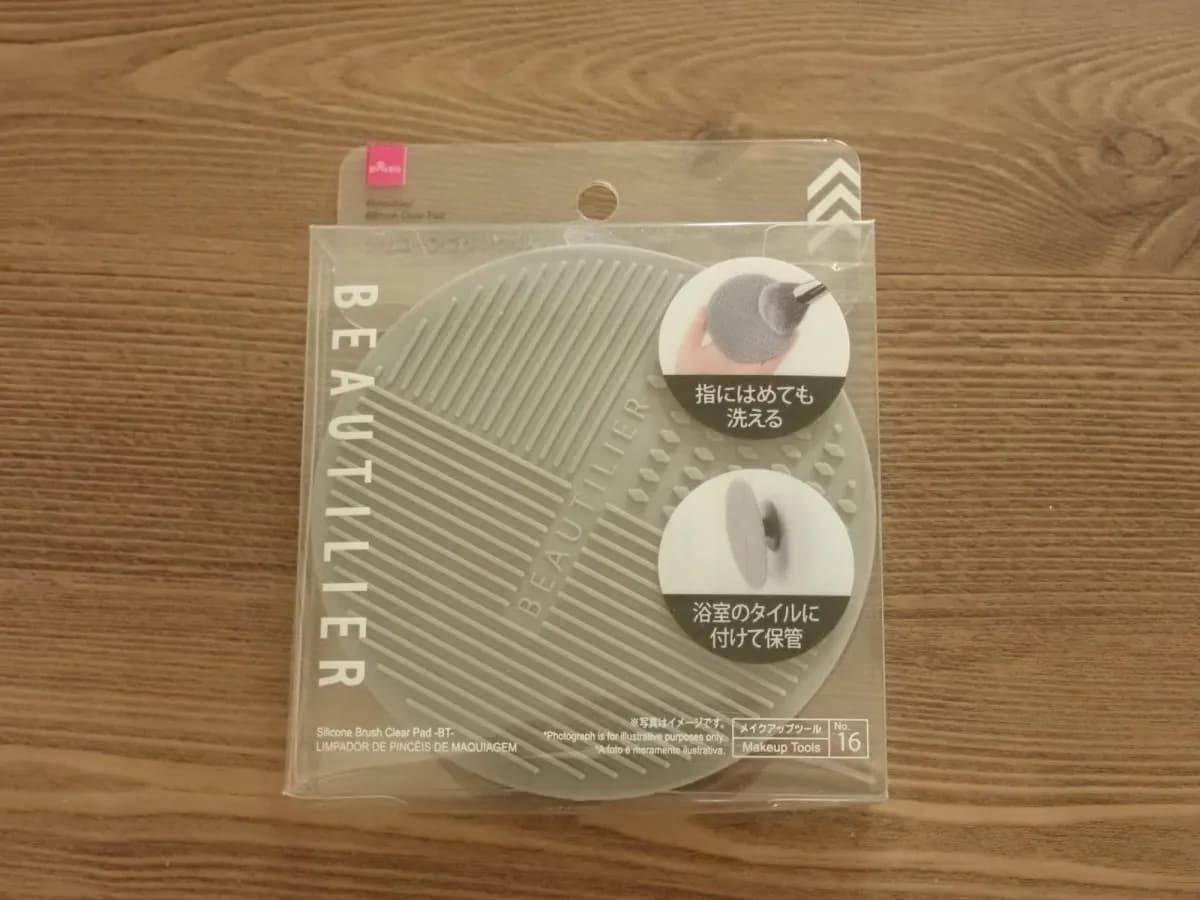 DAISO
BEAUTILIER
BEAUTILIER
指にはめても
洗える
浴室のタイルに
付けて保管
Silicone Brush Clear Pad -BT-
LIMPADOR DE PINCÉIS DE MAQUIAGEM
※写真はイメージです。
*Photograph is for illustrative purposes only.
*A foto é meramente ilustrativa.
メイクアップツール
Makeup Tools
No.
16